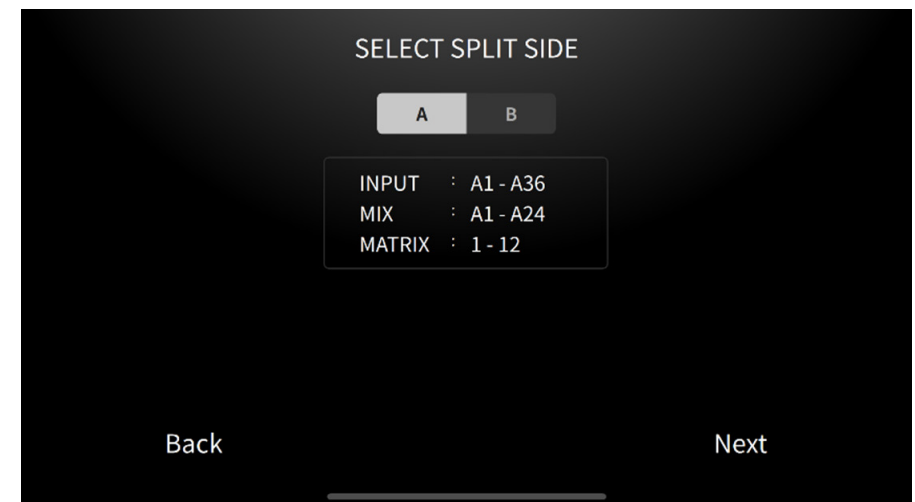 SELECT SPLIT SIDE
A B
INPUT : A1 - A36
MIX : A1 - A24
MATRIX : 1 - 12
Back Next